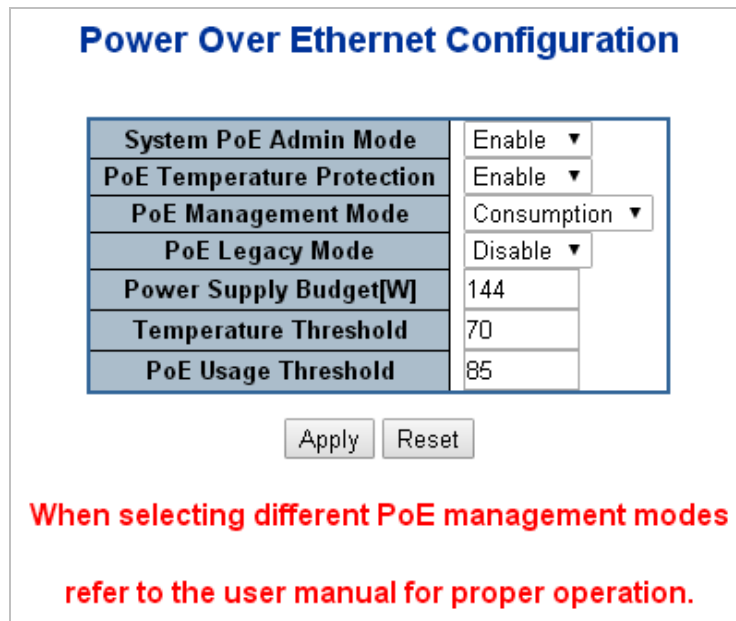 Power Over Ethernet Configuration
System PoE Admin Mode Enable
PoE Temperature Protection Enable
PoE Management Mode Consumption
PoE Legacy Mode Disable
Power Supply Budget[W] 144
Temperature Threshold 70
PoE Usage Threshold 85
Apply Reset
When selecting different PoE management modes
refer to the user manual for proper operation.